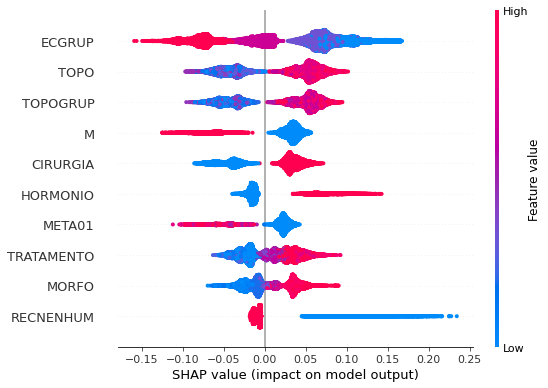 High
ECGRUP
TOPO
TOPOGRUP
M
CIRURGIA
HORMONIO
META01
TRATAMENTO
MORFO
RECNENHUM
Feature value
Low
−0.15 −0.10 −0.05 0.00 0.05 0.10 0.15 0.20 0.25
SHAP value (impact on model output)